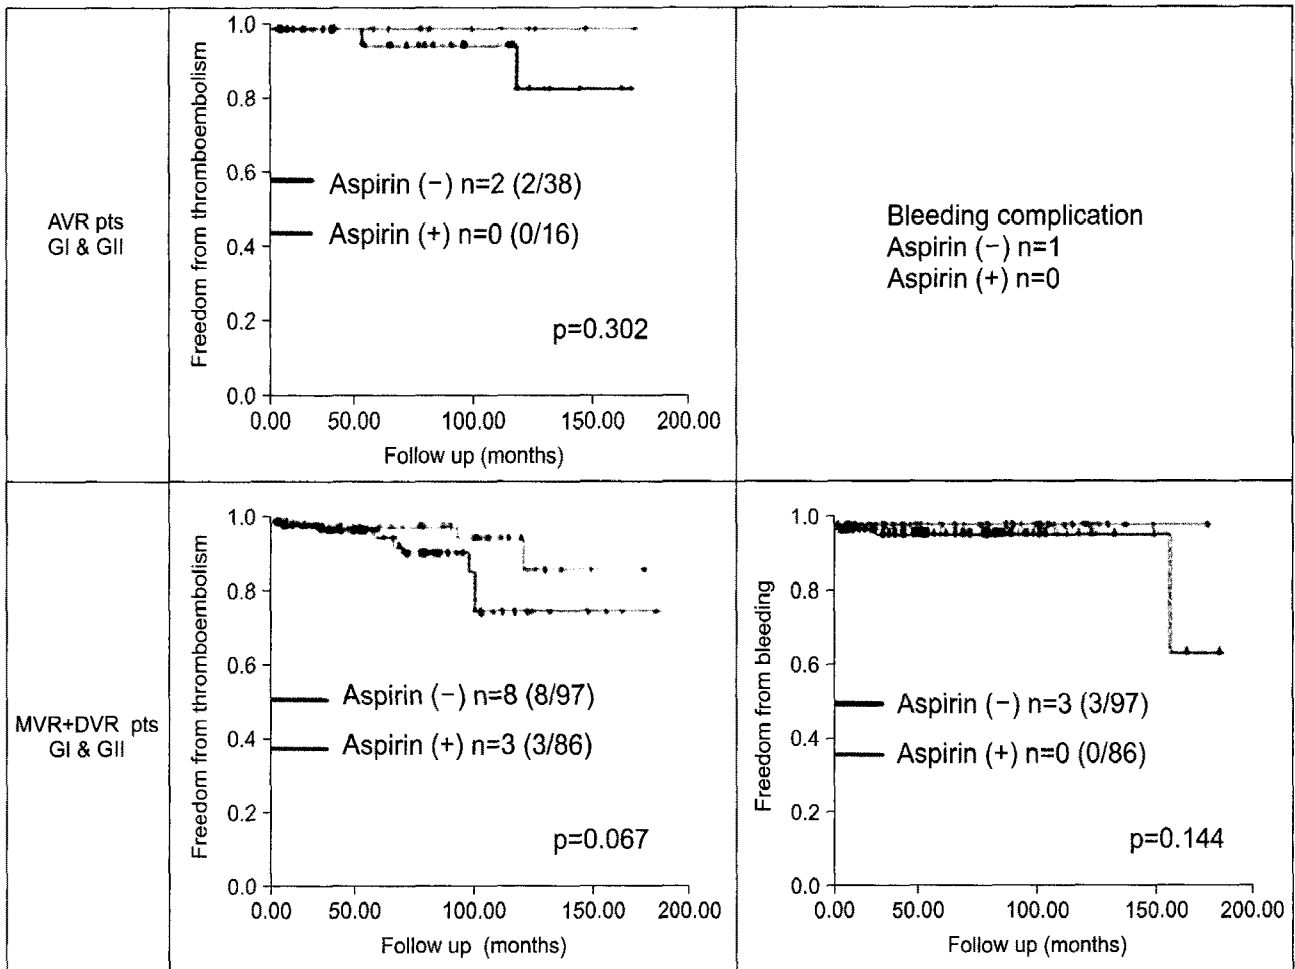 AVR pts
GI & GII
Freedom from thromboembolism
1.0
0.8
0.6
0.4
0.2
0.0
Aspirin (−) n=2 (2/38)
Aspirin (+) n=0 (0/16)
p=0.302
0.00 50.00 100.00 150.00 200.00
Follow up (months)
Bleeding complication
Aspirin (−) n=1
Aspirin (+) n=0
MVR+DVR pts
GI & GII
Freedom from thromboembolism
1.0
0.8
0.6
0.4
0.2
0.0
Aspirin (−) n=8 (8/97)
Aspirin (+) n=3 (3/86)
p=0.067
0.00 50.00 100.00 150.00 200.00
Follow up (months)
Freedom from bleeding
1.0
0.8
0.6
0.4
0.2
0.0
Aspirin (−) n=3 (3/97)
Aspirin (+) n=0 (0/86)
p=0.144
0.00 50.00 100.00 150.00 200.00
Follow up (months)